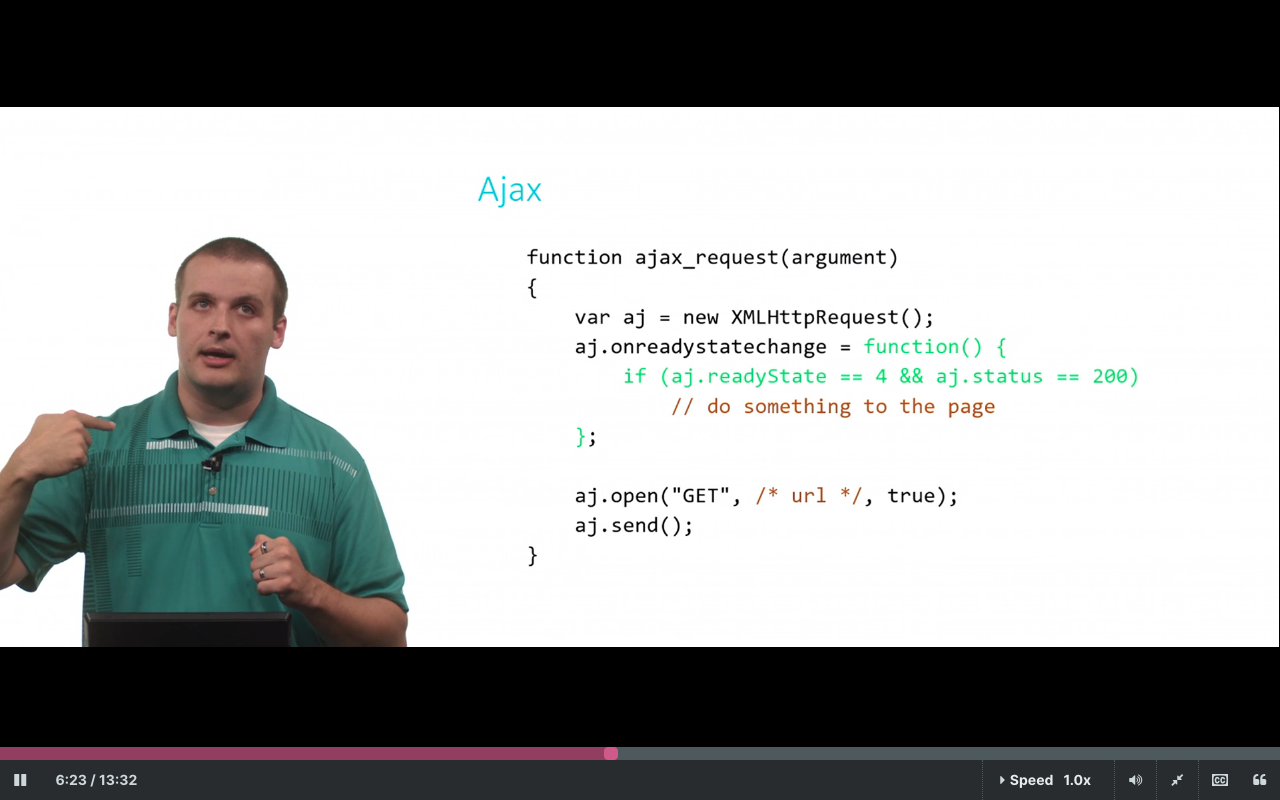 Ajax
function ajax_request(argument)
{
    var aj = new XMLHttpRequest();
    aj.onreadystatechange = function() {
        if (aj.readyState == 4 && aj.status == 200)
            // do something to the page
    };
    aj.open("GET", /* url */, true);
    aj.send();
}
6:23 / 13:32
Speed 1.0x
CC